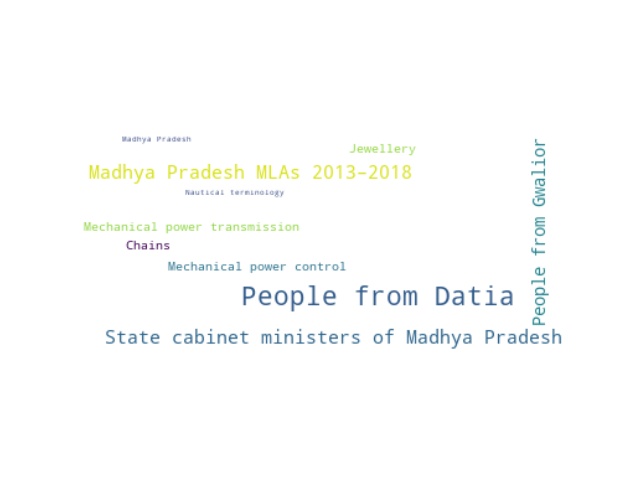 Madhya Pradesh
Jewellery
Madhya Pradesh MLAs 2013-2018
Nautical terminology
People from Gwalior
Mechanical power transmission
Chains
Mechanical power control
People from Datia
State cabinet ministers of Madhya Pradesh